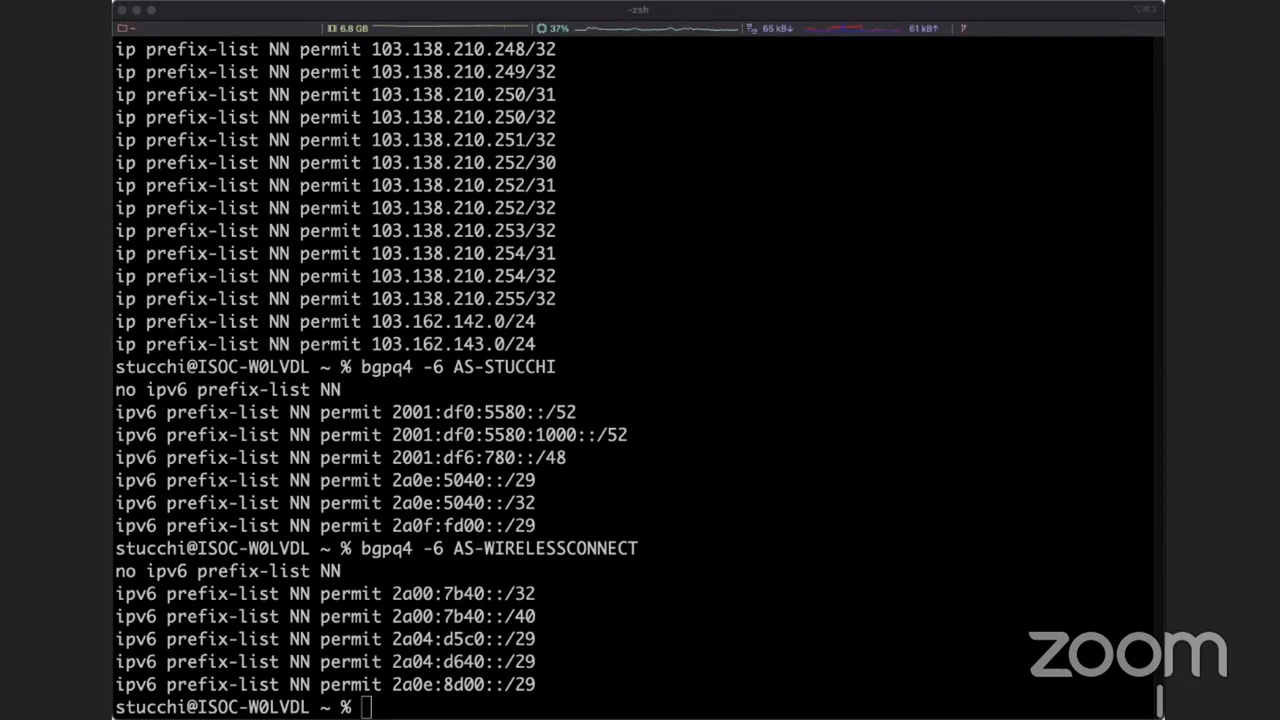 -zsh
⌥⌘3
~ 6.8 GB 37% 65 kB↓ 61 kB↑
ip prefix-list NN permit 103.138.210.248/32
ip prefix-list NN permit 103.138.210.249/32
ip prefix-list NN permit 103.138.210.250/31
ip prefix-list NN permit 103.138.210.250/32
ip prefix-list NN permit 103.138.210.251/32
ip prefix-list NN permit 103.138.210.252/30
ip prefix-list NN permit 103.138.210.252/31
ip prefix-list NN permit 103.138.210.252/32
ip prefix-list NN permit 103.138.210.253/32
ip prefix-list NN permit 103.138.210.254/31
ip prefix-list NN permit 103.138.210.254/32
ip prefix-list NN permit 103.138.210.255/32
ip prefix-list NN permit 103.162.142.0/24
ip prefix-list NN permit 103.162.143.0/24
stucchi@ISOC-W0LVDL ~ % bgpq4 -6 AS-STUCCHI
no ipv6 prefix-list NN
ipv6 prefix-list NN permit 2001:df0:5580::/52
ipv6 prefix-list NN permit 2001:df0:5580:1000::/52
ipv6 prefix-list NN permit 2001:df6:780::/48
ipv6 prefix-list NN permit 2a0e:5040::/29
ipv6 prefix-list NN permit 2a0e:5040::/32
ipv6 prefix-list NN permit 2a0f:fd00::/29
stucchi@ISOC-W0LVDL ~ % bgpq4 -6 AS-WIRELESSCONNECT
no ipv6 prefix-list NN
ipv6 prefix-list NN permit 2a00:7b40::/32
ipv6 prefix-list NN permit 2a00:7b40::/40
ipv6 prefix-list NN permit 2a04:d5c0::/29
ipv6 prefix-list NN permit 2a04:d640::/29
ipv6 prefix-list NN permit 2a0e:8d00::/29
stucchi@ISOC-W0LVDL ~ %
zoom